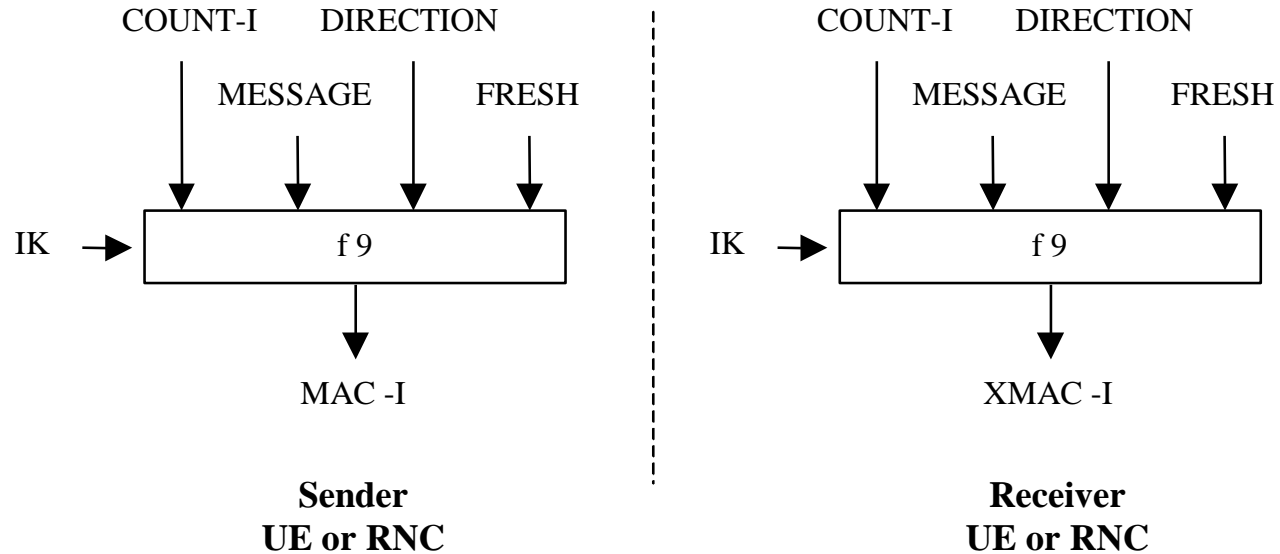 COUNT-I DIRECTION
MESSAGE FRESH
IK
f 9
MAC -I
Sender
UE or RNC
COUNT-I DIRECTION
MESSAGE FRESH
IK
f 9
XMAC -I
Receiver
UE or RNC